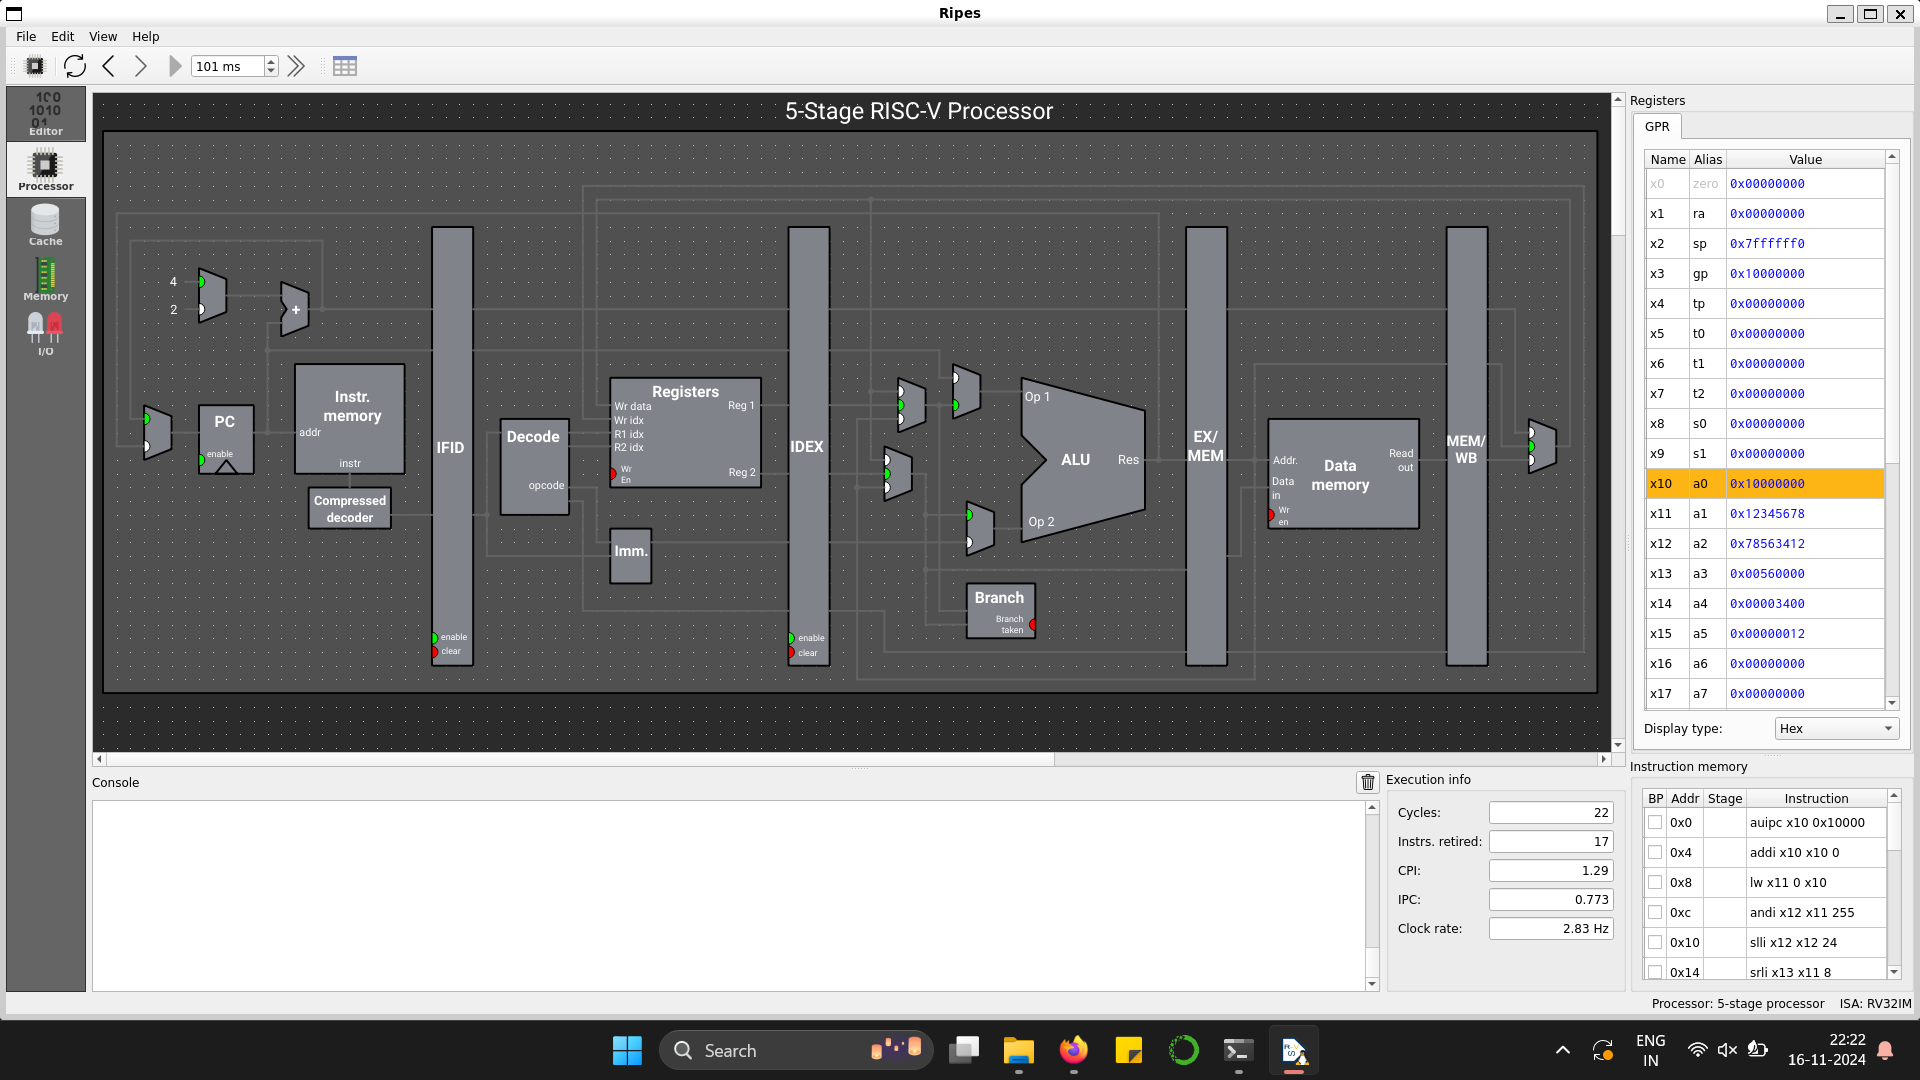 Ripes
File Edit View Help
101 ms
100
1010
01
Editor
Processor
Cache
Memory
I/O
5-Stage RISC-V Processor
4
2
+
PC
enable
Instr.
memory
addr
instr
Compressed
decoder
IFID
enable
clear
Decode
opcode
Registers
Wr data
Wr idx
R1 idx
R2 idx
Wr
En
Reg 1
Reg 2
Imm.
IDEX
enable
clear
Op 1
ALU
Res
Op 2
Branch
Branch
taken
EX/
MEM
Addr.
Data
in
Wr
en
Data
memory
Read
out
MEM/
WB
Registers
GPR
Name Alias Value
x0 zero 0x00000000
x1 ra 0x00000000
x2 sp 0x7ffffff0
x3 gp 0x10000000
x4 tp 0x00000000
x5 t0 0x00000000
x6 t1 0x00000000
x7 t2 0x00000000
x8 s0 0x00000000
x9 s1 0x00000000
x10 a0 0x10000000
x11 a1 0x12345678
x12 a2 0x78563412
x13 a3 0x00560000
x14 a4 0x00003400
x15 a5 0x00000012
x16 a6 0x00000000
x17 a7 0x00000000
Display type: Hex
Console
Execution info
Cycles: 22
Instrs. retired: 17
CPI: 1.29
IPC: 0.773
Clock rate: 2.83 Hz
Instruction memory
BP Addr Stage Instruction
0x0 auipc x10 0x10000
0x4 addi x10 x10 0
0x8 lw x11 0 x10
0xc andi x12 x11 255
0x10 slli x12 x12 24
0x14 srli x13 x11 8
Processor: 5-stage processor ISA: RV32IM
Search
ENG
IN
22:22
16-11-2024